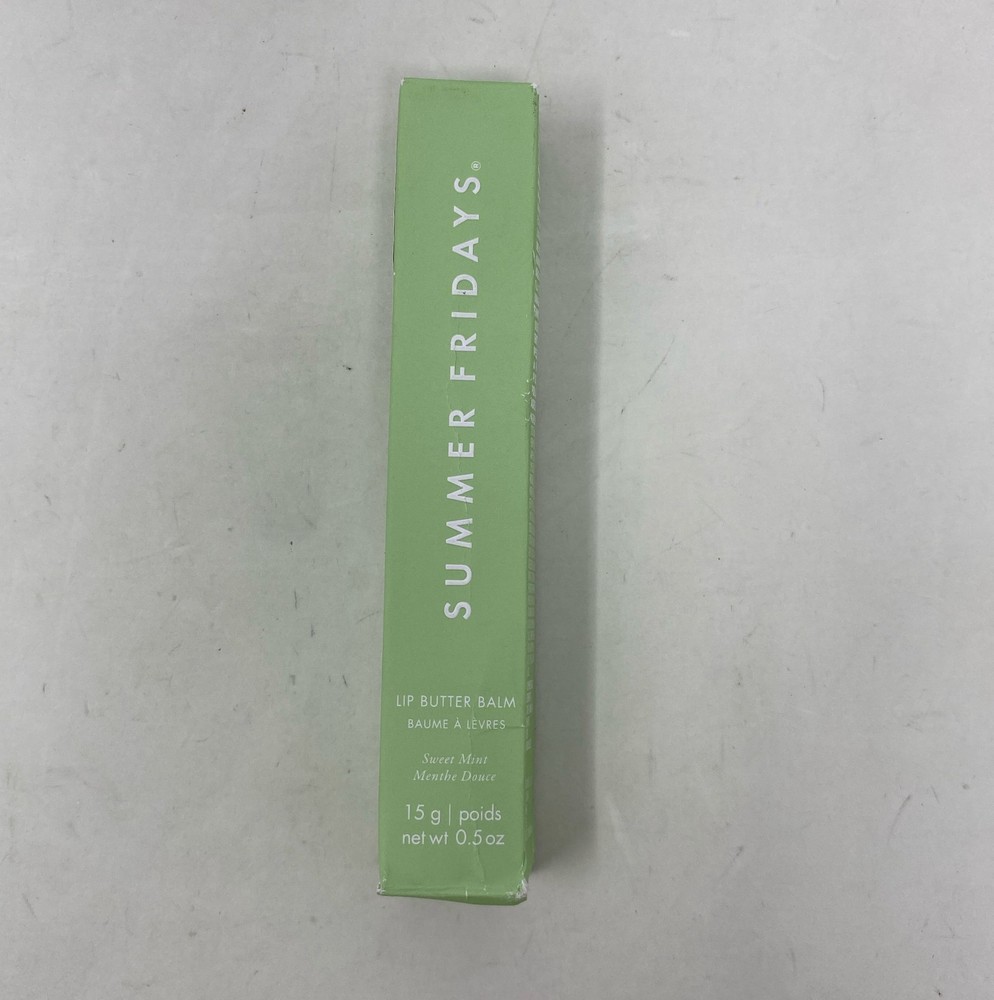 SUMMER FRIDAYS®
LIP BUTTER BALM
BAUME À LÈVRES
Sweet Mint
Menthe Douce
15 g | poids
net wt 0.5 oz